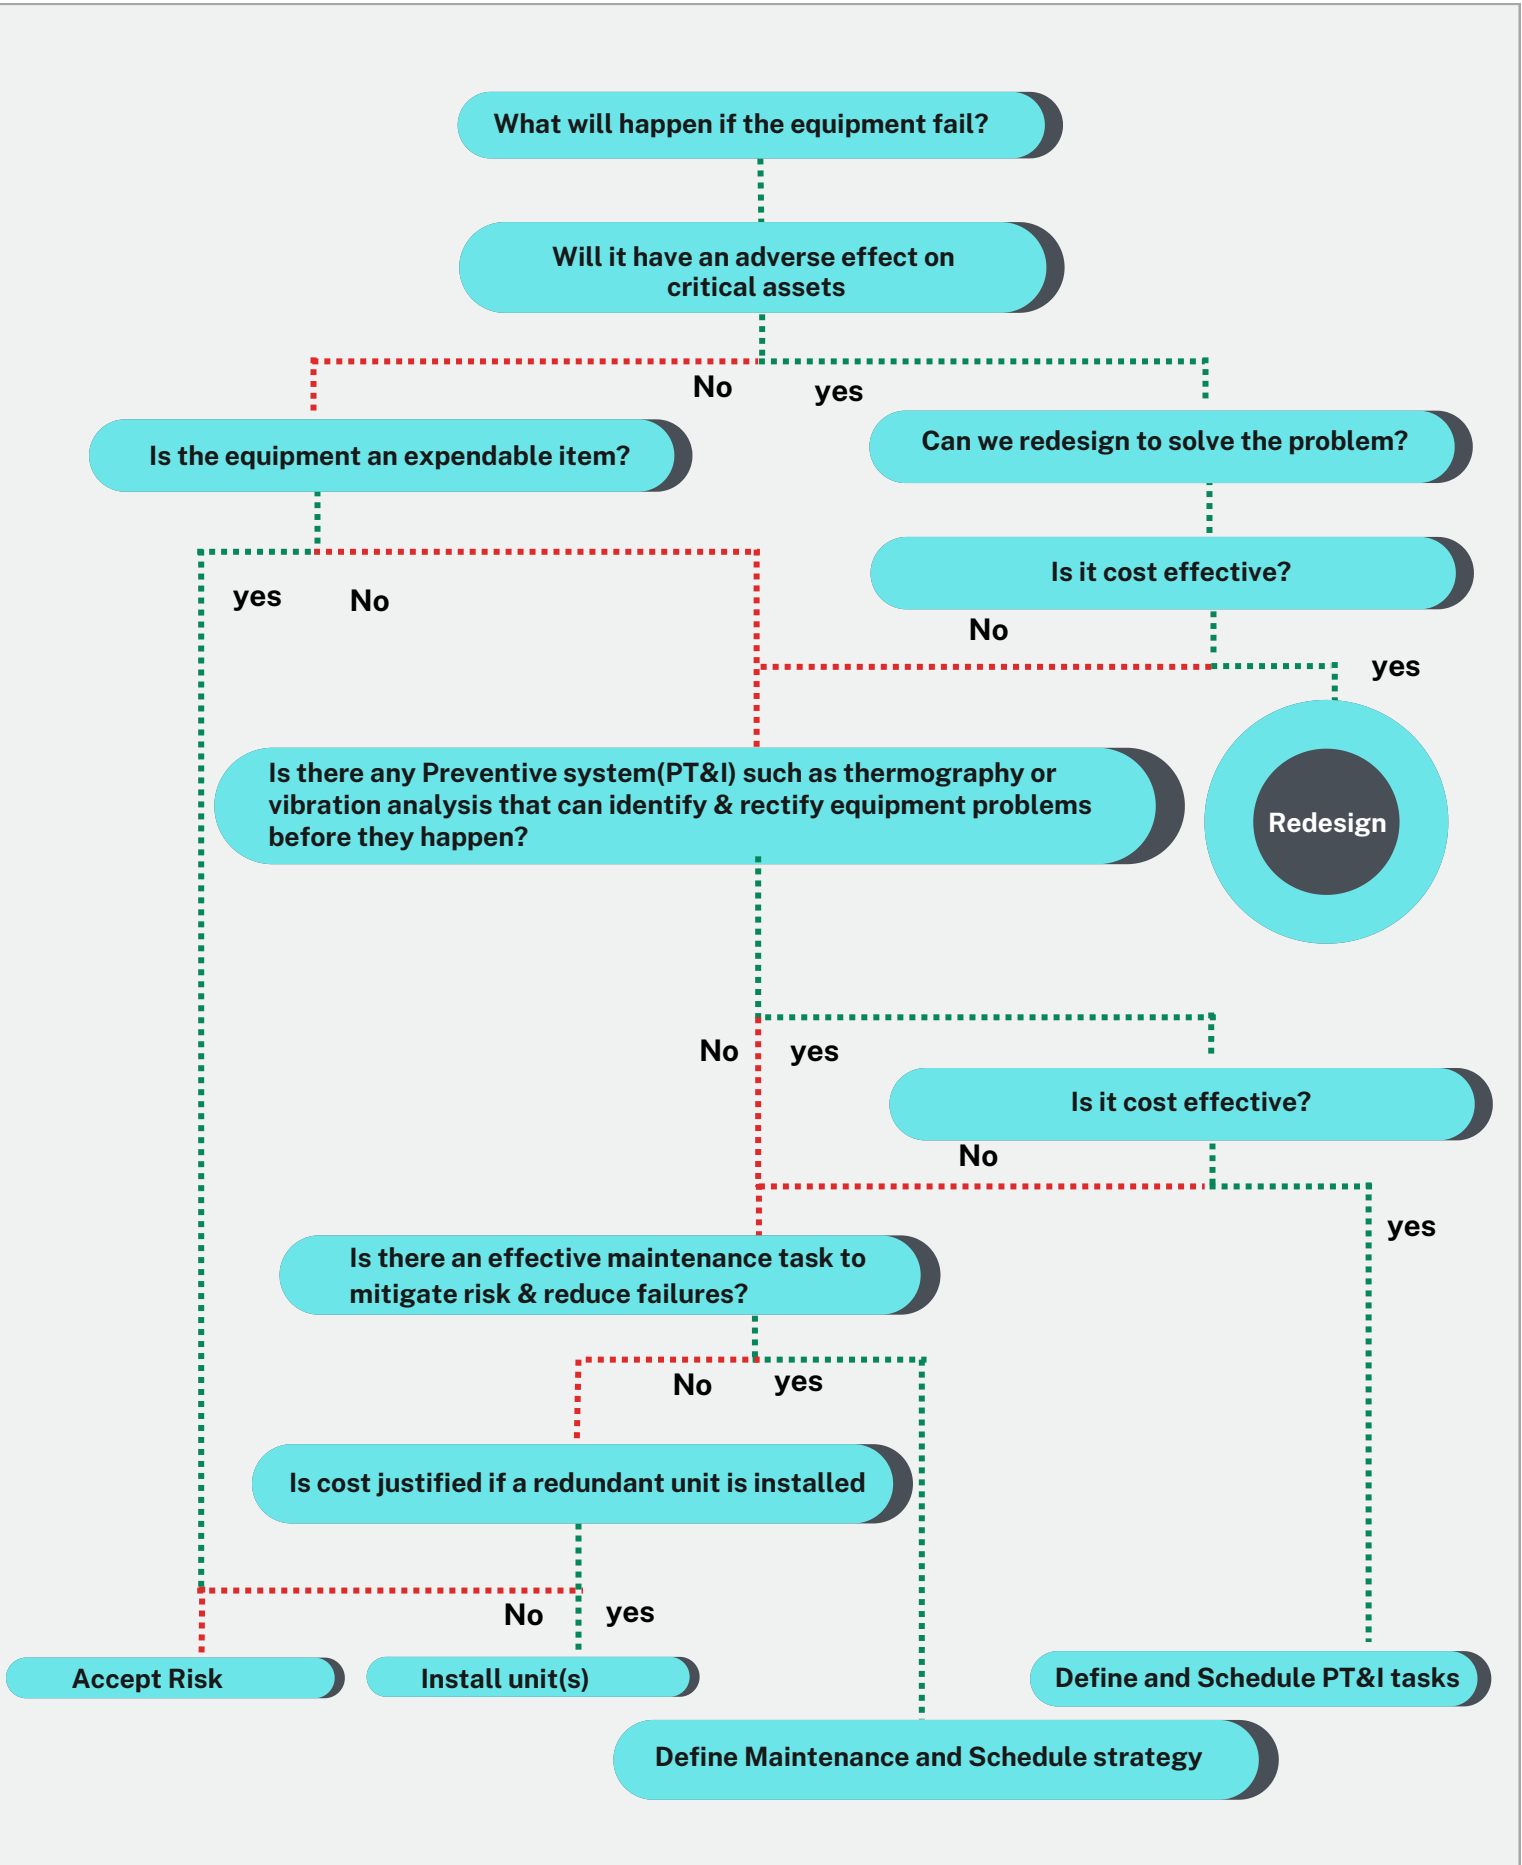 What will happen if the equipment fail?
Will it have an adverse effect on
critical assets
No
yes
Is the equipment an expendable item?
Can we redesign to solve the problem?
Is it cost effective?
yes
No
No
yes
Is there any Preventive system(PT&I) such as thermography or
vibration analysis that can identify & rectify equipment problems
before they happen?
Redesign
No
yes
Is it cost effective?
No
yes
Is there an effective maintenance task to
mitigate risk & reduce failures?
No
yes
Is cost justified if a redundant unit is installed
No
yes
Accept Risk
Install unit(s)
Define and Schedule PT&I tasks
Define Maintenance and Schedule strategy